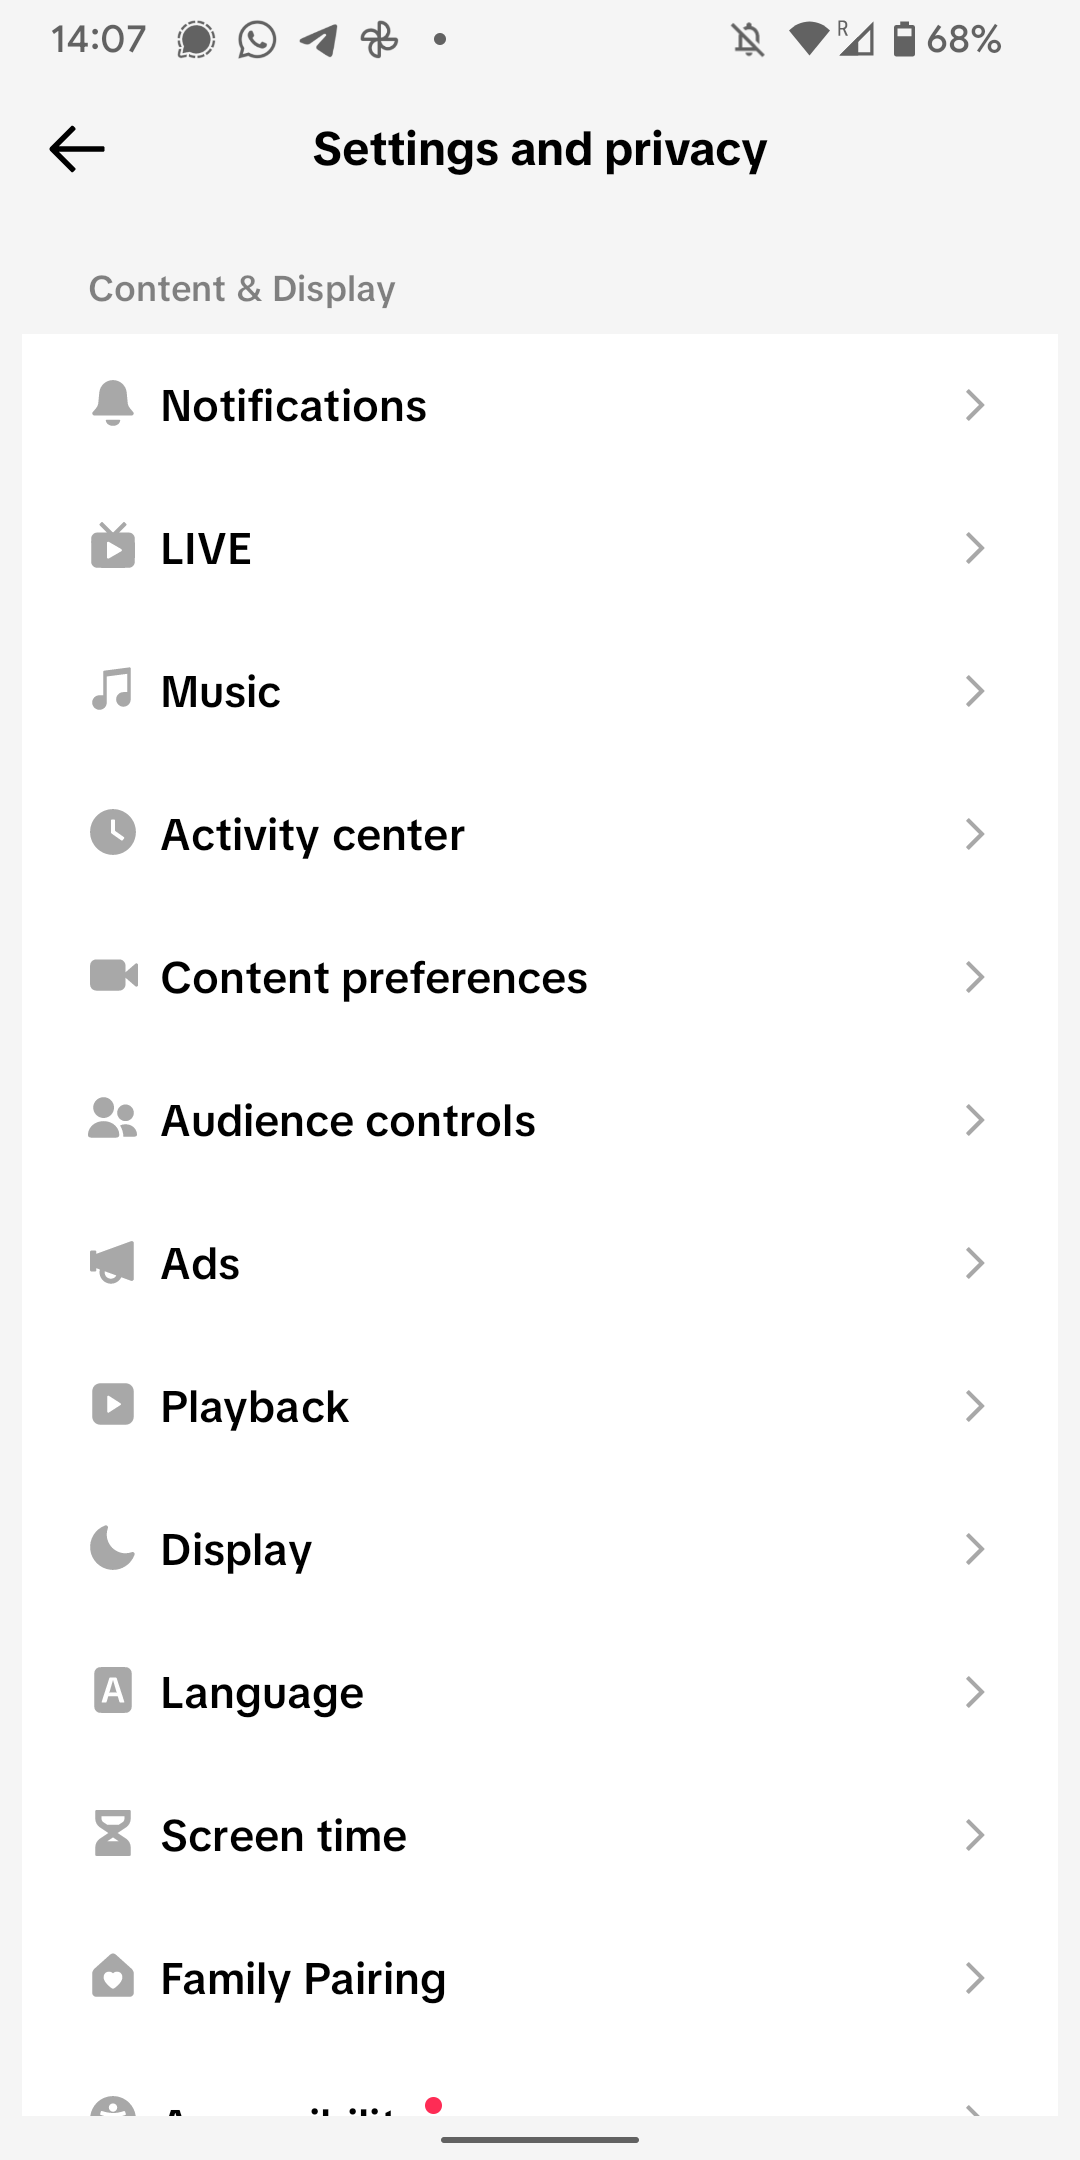 14:07 R 68%
Settings and privacy
Content & Display
Notifications
LIVE
Music
Activity center
Content preferences
Audience controls
Ads
Playback
Display
A Language
Screen time
Family Pairing